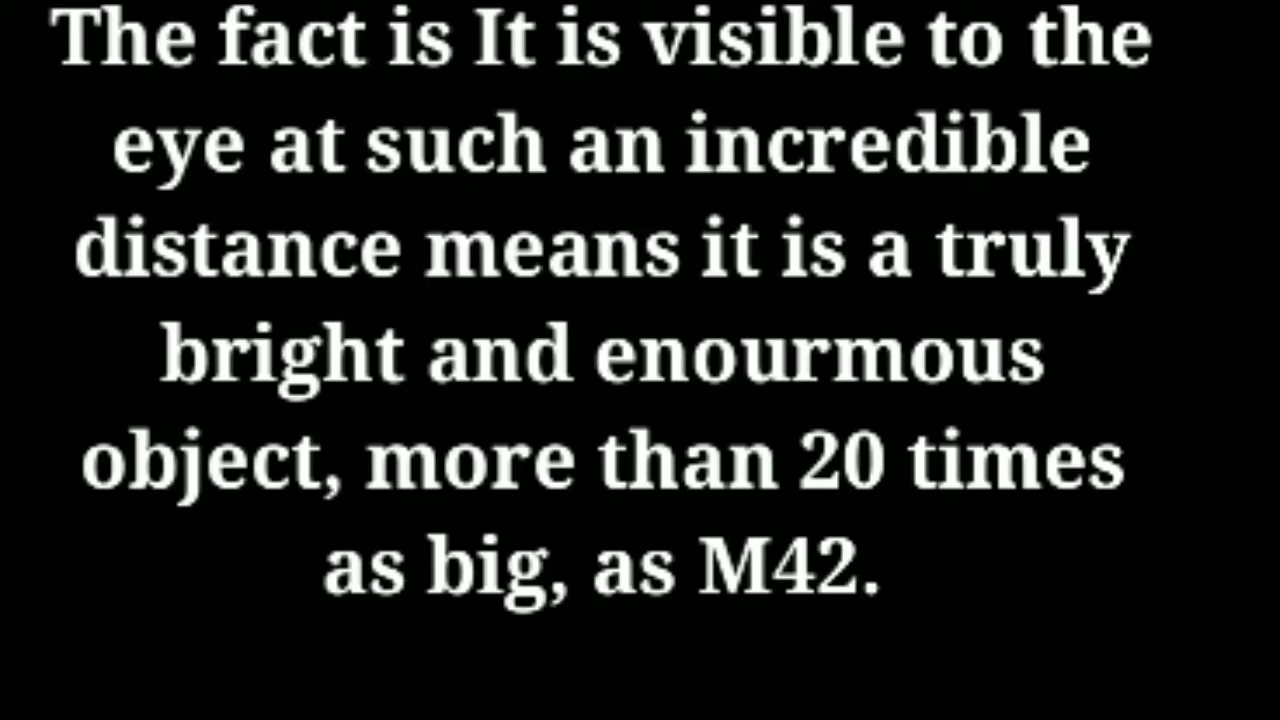 The fact is It is visible to the
eye at such an incredible
distance means it is a truly
bright and enourmous
object, more than 20 times
as big, as M42.